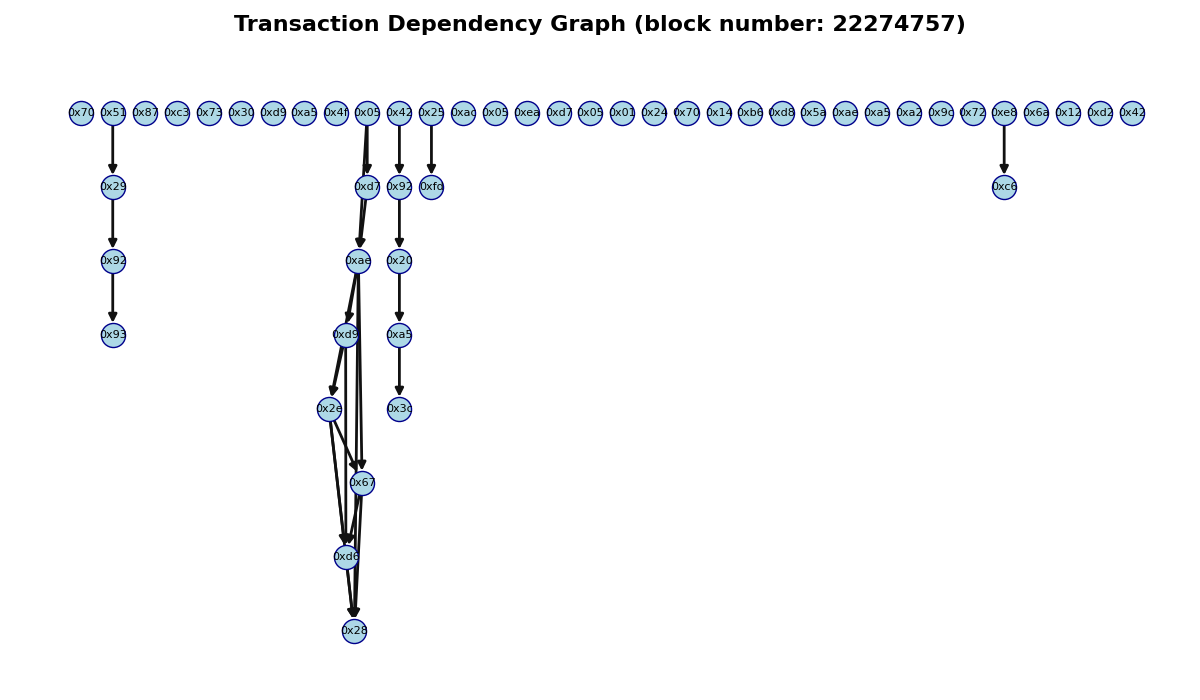 Transaction Dependency Graph (block number: 22274757)
0x70 0x51 0x87 0xc3 0x73 0x30 0xd9 0xa5 0x4f 0x05 0x42 0x25 0xac 0x05 0xea 0xd7 0x05 0x01 0x24 0x70 0x14 0xb6 0xd8 0x5a 0xae 0xa5 0xa2 0x9c 0x72 0xe8 0x6a 0x12 0xd2 0x42
0x29 0xd7 0x92 0xc6
0x92 0xae 0x20
0x93 0xd9 0xa5
0x2e 0x3c
0x67
0xd6
0x28